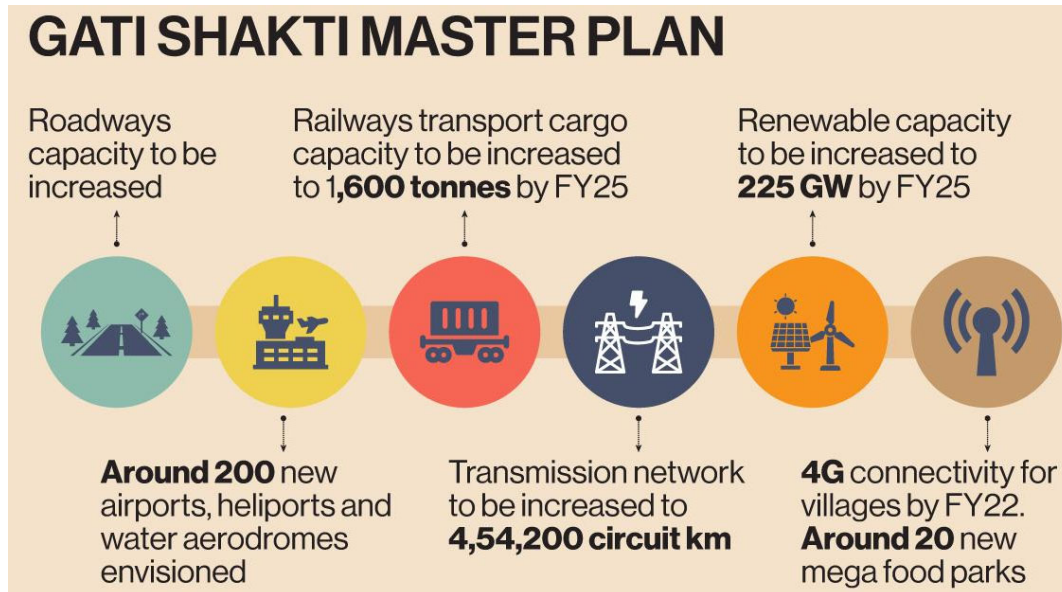 GATI SHAKTI MASTER PLAN
Roadways
capacity to be
increased
Railways transport cargo
capacity to be increased
to 1,600 tonnes by FY25
Renewable capacity
to be increased to
225 GW by FY25
Around 200 new
airports, heliports and
water aerodromes
envisioned
Transmission network
to be increased to
4,54,200 circuit km
4G connectivity for
villages by FY22.
Around 20 new
mega food parks